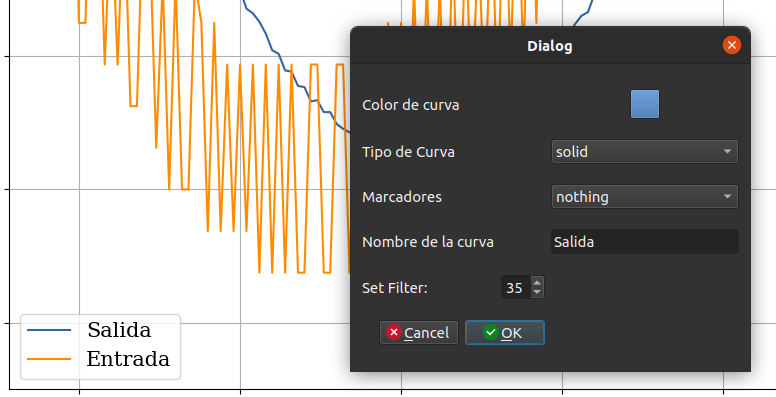 Dialog
Color de curva
Tipo de Curva solid
Marcadores nothing
Nombre de la curva Salida
Set Filter: 35
Cancel OK
Salida
Entrada